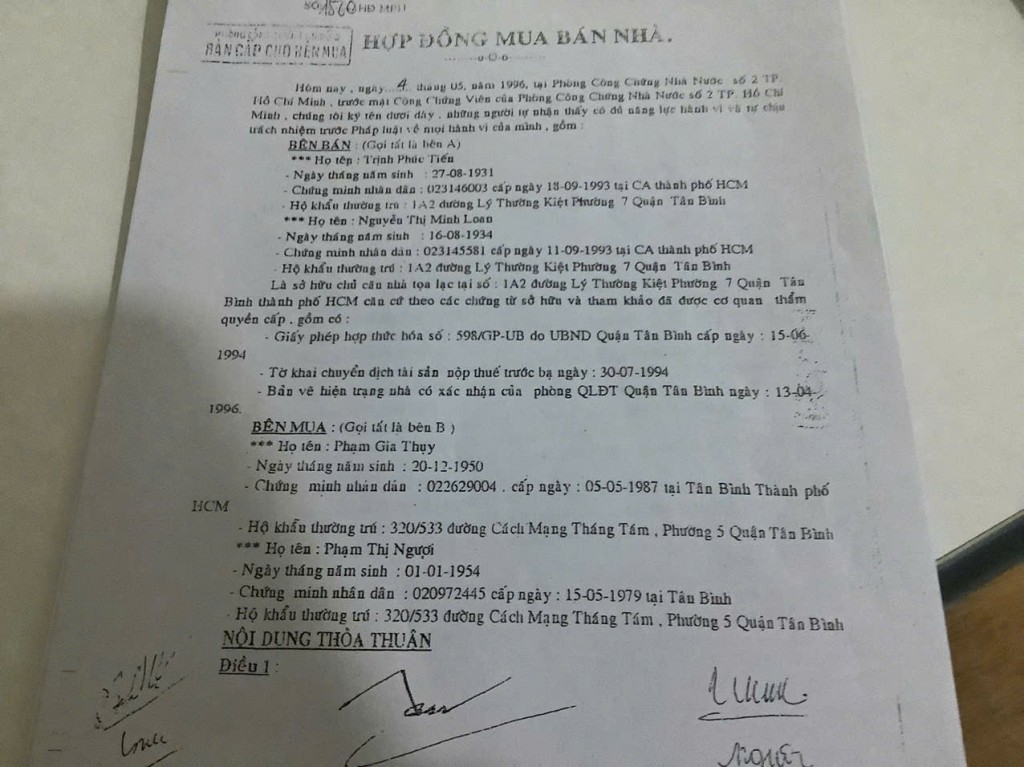 SỐ 1560 HĐ MBN
BẢN CẤP CHO BÊN MUA
HỢP ĐỒNG MUA BÁN NHÀ.
-----oOo-----
Hôm nay , ngày...4. tháng 05, năm 1996, tại Phòng Công Chứng Nhà Nước số 2 TP.
Hồ Chí Minh , trước mặt Công Chứng Viên của Phòng Công Chứng Nhà Nước số 2 TP. Hồ Chí
Minh , chúng tôi ký tên dưới đây , những người tự nhận thấy có đủ năng lực hành vi và tự chịu
trách nhiệm trước Pháp luật về mọi hành vi của mình , gồm :
BÊN BÁN : (Gọi tắt là bên A)
*** Họ tên : Trịnh Phúc Tiến
- Ngày tháng năm sinh : 27-08-1931
- Chứng minh nhân dân : 023146003 cấp ngày 13-09-1993 tại CA thành phố HCM
- Hộ khẩu thường trú : 1A2 đường Lý Thường Kiệt Phường 7 Quận Tân Bình
*** Họ tên : Nguyễn Thị Minh Loan
- Ngày tháng năm sinh : 16-08-1934
- Chứng minh nhân dân : 023145581 cấp ngày 11-09-1993 tại CA thành phố HCM
- Hộ khẩu thường trú : 1A2 đường Lý Thường Kiệt Phường 7 Quận Tân Bình
Là sở hữu chủ căn nhà tọa lạc tại số : 1A2 đường Lý Thường Kiệt Phường 7 Quận Tân
Bình thành phố HCM căn cứ theo các chứng từ sở hữu và tham khảo đã được cơ quan thẩm
quyền cấp , gồm có :
- Giấy phép hợp thức hóa số : 598/GP-UB do UBND Quận Tân Bình cấp ngày : 15-06-
1994
- Tờ khai chuyển dịch tài sản nộp thuế trước bạ ngày : 30-07-1994
- Bản vẽ hiện trạng nhà có xác nhận của phòng QLĐT Quận Tân Bình ngày : 13-04-
1996.
BÊN MUA : (Gọi tắt là bên B )
*** Họ tên : Phạm Gia Thụy
- Ngày tháng năm sinh : 20-12-1950
- Chứng minh nhân dân : 022629004 . cấp ngày : 05-05-1987 tại Tân Bình Thành phố
HCM
- Hộ khẩu thường trú : 320/533 đường Cách Mạng Tháng Tám , Phường 5 Quận Tân Bình
*** Họ tên : Phạm Thị Ngượi
- Ngày tháng năm sinh : 01-01-1954
- Chứng minh nhân dân : 020972445 cấp ngày : 15-05-1979 tại Tân Bình
Hộ khẩu thường trú : 320/533 đường Cách Mạng Tháng Tám , Phường 5 Quận Tân Bình
NỘI DUNG THỎA THUẬN
Điều 1 :